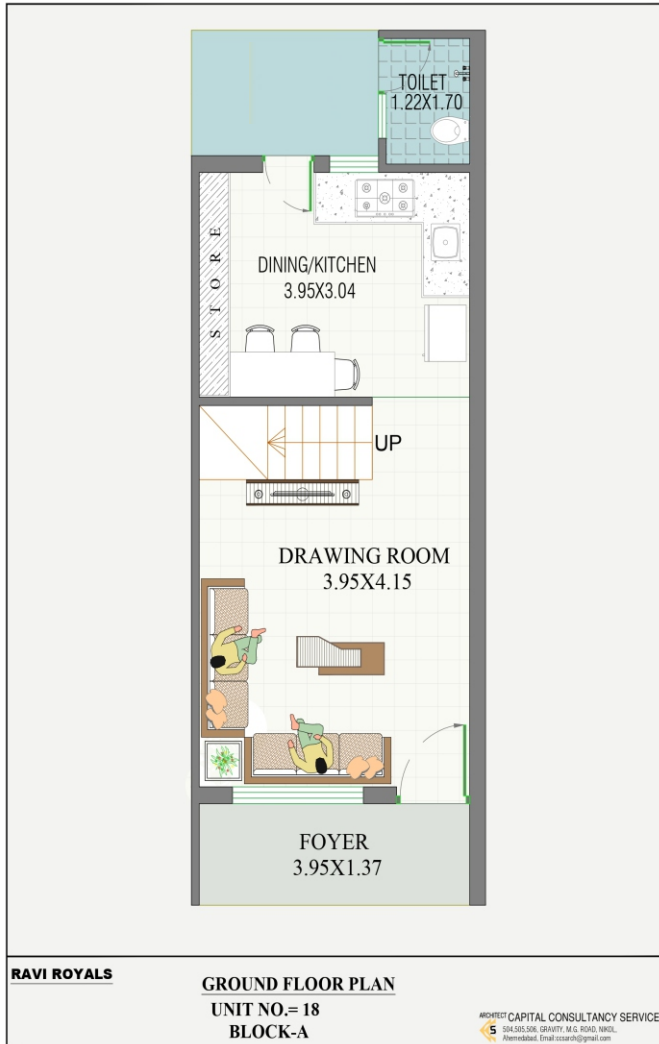 TOILET
1.22X1.70
STORE
DINING/KITCHEN
3.95X3.04
UP
DRAWING ROOM
3.95X4.15
FOYER
3.95X1.37
RAVI ROYALS
GROUND FLOOR PLAN
UNIT NO.= 18
BLOCK-A
ARCHITECT CAPITAL CONSULTANCY SERVICE
504,505,506, GRAVITY, M.G. ROAD, NIKOL,
Ahemedabad, Email:ccsarch@gmail.com